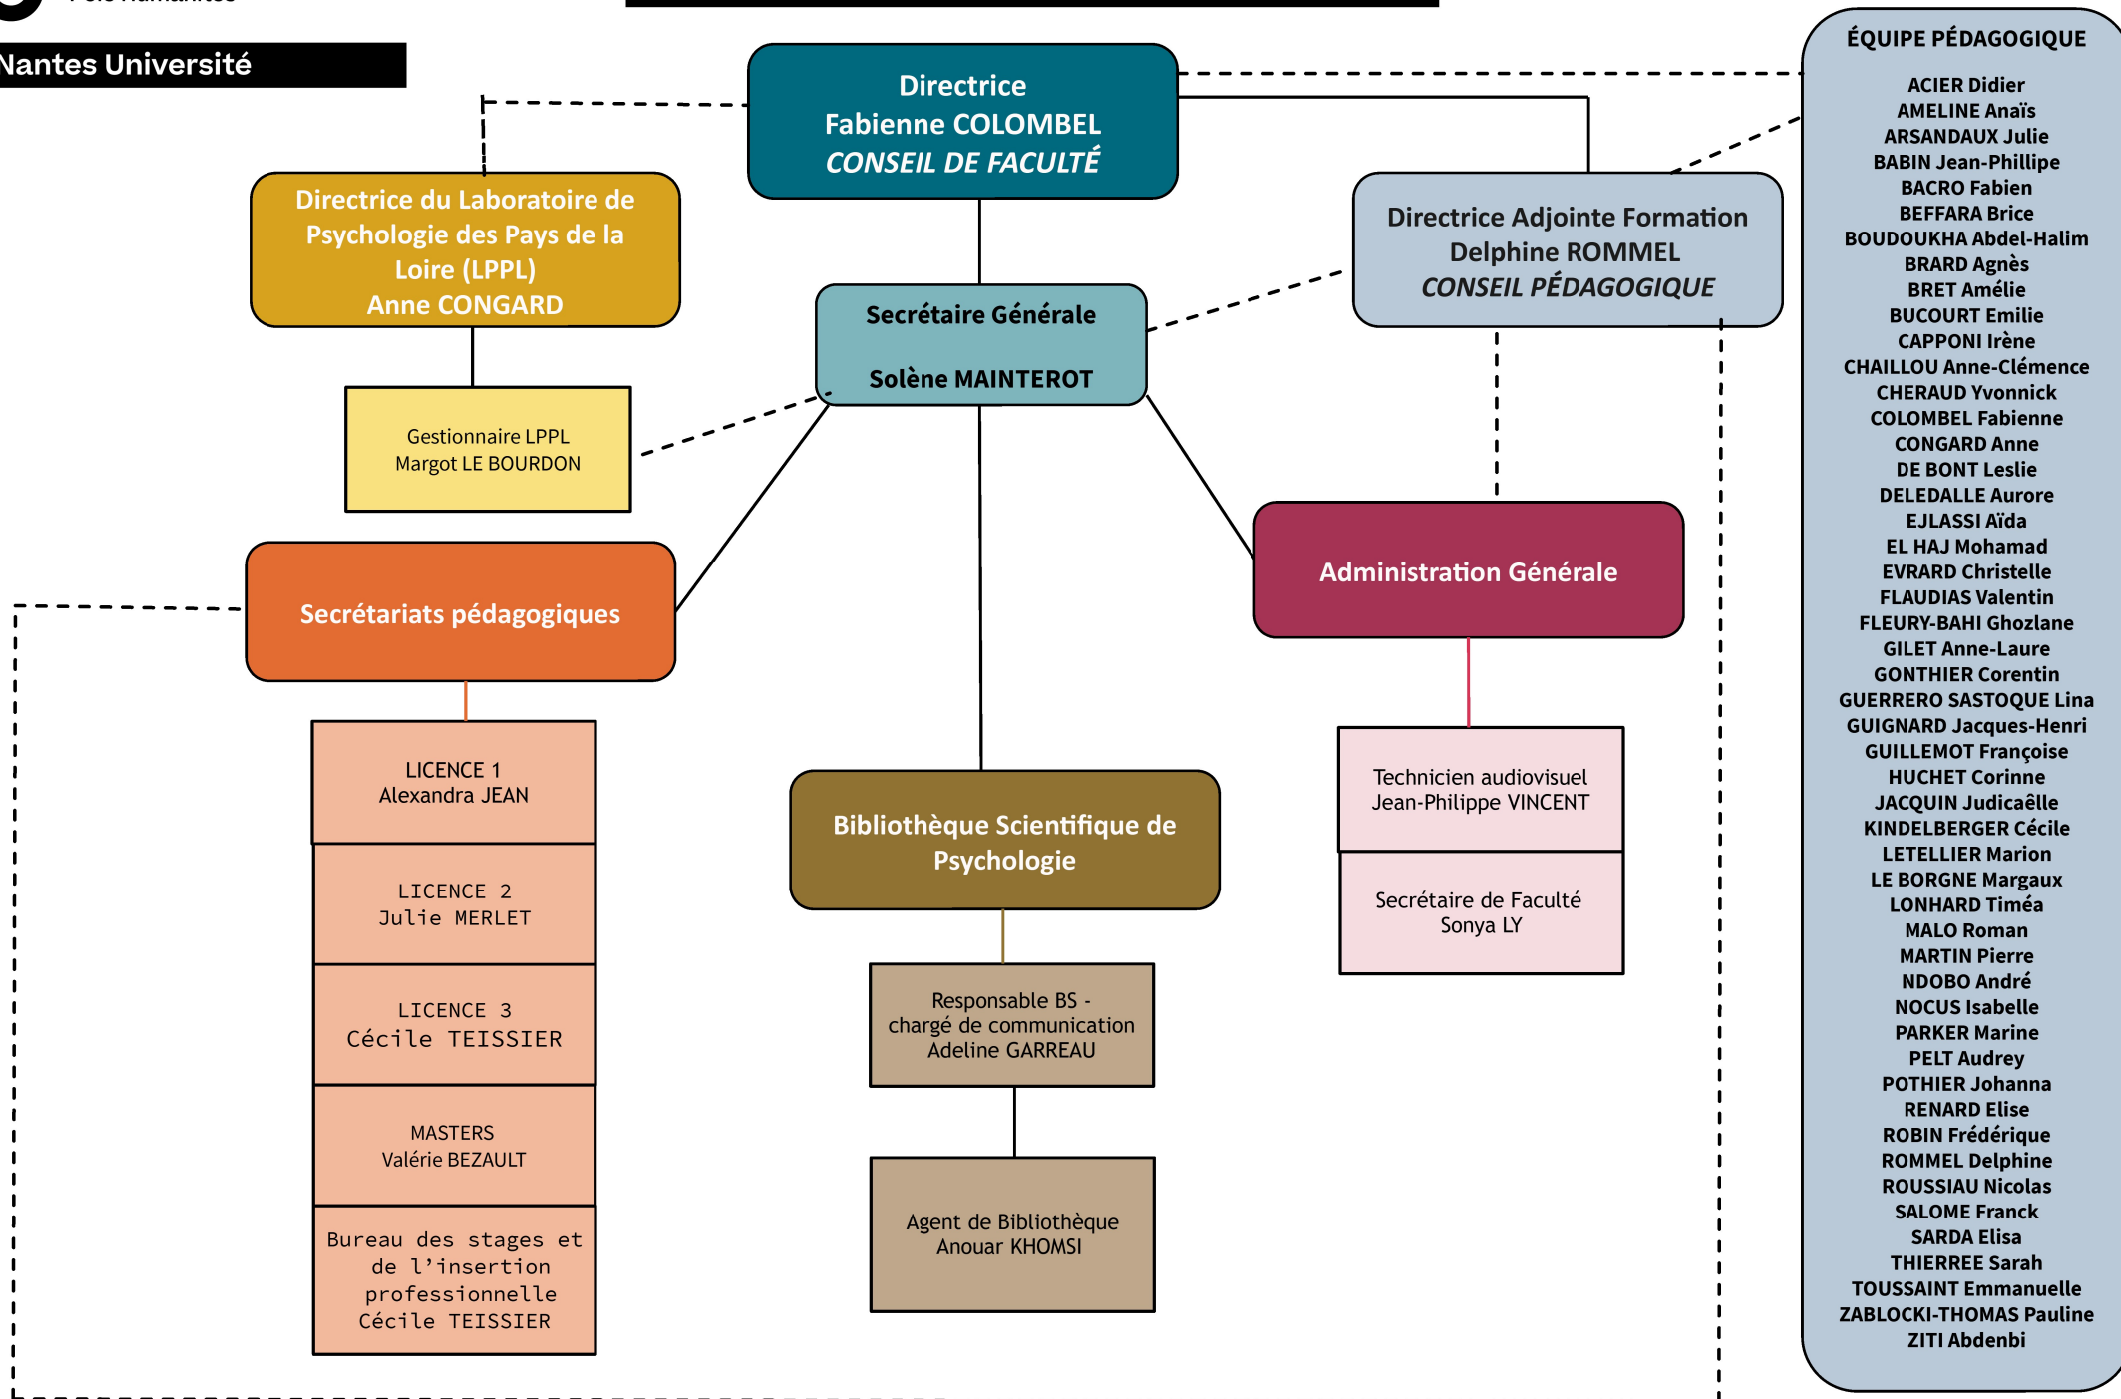 Pôle Humanités
Nantes Université
Directrice
Fabienne COLOMBEL
CONSEIL DE FACULTÉ
Directrice du Laboratoire de
Psychologie des Pays de la
Loire (LPPL)
Anne CONGARD
Directrice Adjointe Formation
Delphine ROMMEL
CONSEIL PÉDAGOGIQUE
Secrétaire Générale
Solène MAINTEROT
Gestionnaire LPPL
Margot LE BOURDON
Secrétariats pédagogiques
LICENCE 1
Alexandra JEAN
LICENCE 2
Julie MERLET
LICENCE 3
Cécile TEISSIER
MASTERS
Valérie BEZAULT
Bureau des stages et
de l’insertion
professionnelle
Cécile TEISSIER
Bibliothèque Scientifique de
Psychologie
Responsable BS -
chargé de communication
Adeline GARREAU
Agent de Bibliothèque
Anouar KHOMSI
Administration Générale
Technicien audiovisuel
Jean-Philippe VINCENT
Secrétaire de Faculté
Sonya LY
ÉQUIPE PÉDAGOGIQUE
ACIER Didier
AMELINE Anaïs
ARSANDAUX Julie
BABIN Jean-Phillipe
BACRO Fabien
BEFFARA Brice
BOUDOUKHA Abdel-Halim
BRARD Agnès
BRET Amélie
BUCOURT Emilie
CAPPONI Irène
CHAILLOU Anne-Clémence
CHERAUD Yvonnick
COLOMBEL Fabienne
CONGARD Anne
DE BONT Leslie
DELEDALLE Aurore
EJLASSI Aïda
EL HAJ Mohamad
EVRARD Christelle
FLAUDIAS Valentin
FLEURY-BAHI Ghozlane
GILET Anne-Laure
GONTHIER Corentin
GUERRERO SASTOQUE Lina
GUIGNARD Jacques-Henri
GUILLEMOT Françoise
HUCHET Corinne
JACQUIN Judicaêlle
KINDELBERGER Cécile
LETELLIER Marion
LE BORGNE Margaux
LONHARD Timéa
MALO Roman
MARTIN Pierre
NDOBO André
NOCUS Isabelle
PARKER Marine
PELT Audrey
POTHIER Johanna
RENARD Elise
ROBIN Frédérique
ROMMEL Delphine
ROUSSIAU Nicolas
SALOME Franck
SARDA Elisa
THIERREE Sarah
TOUSSAINT Emmanuelle
ZABLOCKI-THOMAS Pauline
ZITI Abdenbi